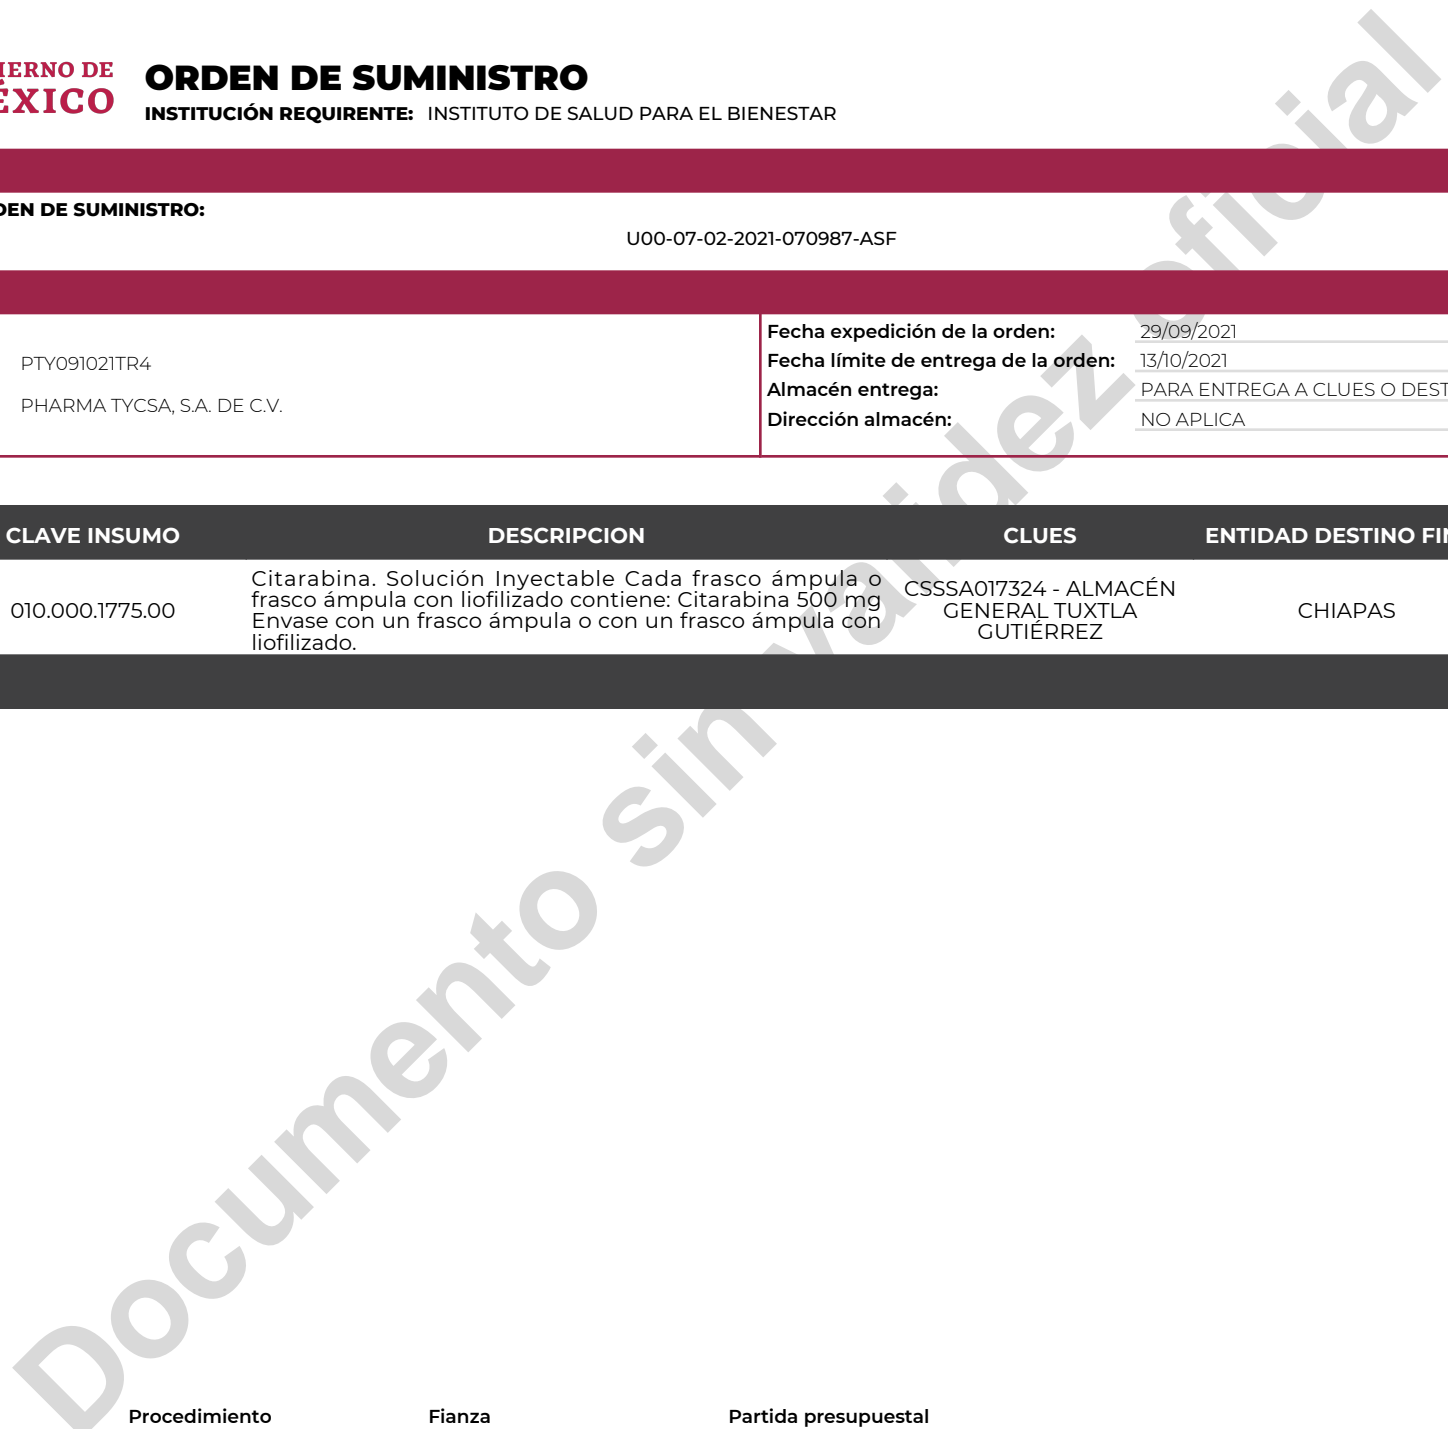 IERNO DE
ÉXICO
ORDEN DE SUMINISTRO
INSTITUCIÓN REQUIRENTE: INSTITUTO DE SALUD PARA EL BIENESTAR
DEN DE SUMINISTRO:
U00-07-02-2021-070987-ASF
PTY091021TR4
PHARMA TYCSA, S.A. DE C.V.
Fecha expedición de la orden: 29/09/2021
Fecha límite de entrega de la orden: 13/10/2021
Almacén entrega: PARA ENTREGA A CLUES O DEST
Dirección almacén: NO APLICA
CLAVE INSUMO DESCRIPCION CLUES ENTIDAD DESTINO FIN
010.000.1775.00
Citarabina. Solución Inyectable Cada frasco ámpula o
frasco ámpula con liofilizado contiene: Citarabina 500 mg
Envase con un frasco ámpula o con un frasco ámpula con
liofilizado.
CSSSA017324 - ALMACÉN
GENERAL TUXTLA
GUTIÉRREZ
CHIAPAS
Documento sin validez oficial
Procedimiento Fianza Partida presupuestal